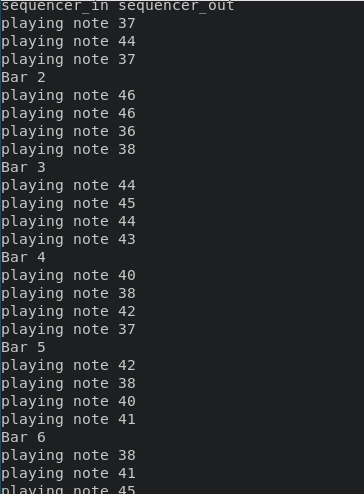 sequencer_in sequencer_out
playing note 37
playing note 44
playing note 37
Bar 2
playing note 46
playing note 46
playing note 36
playing note 38
Bar 3
playing note 44
playing note 45
playing note 44
playing note 43
Bar 4
playing note 40
playing note 38
playing note 42
playing note 37
Bar 5
playing note 42
playing note 38
playing note 40
playing note 41
Bar 6
playing note 38
playing note 41
playing note 45